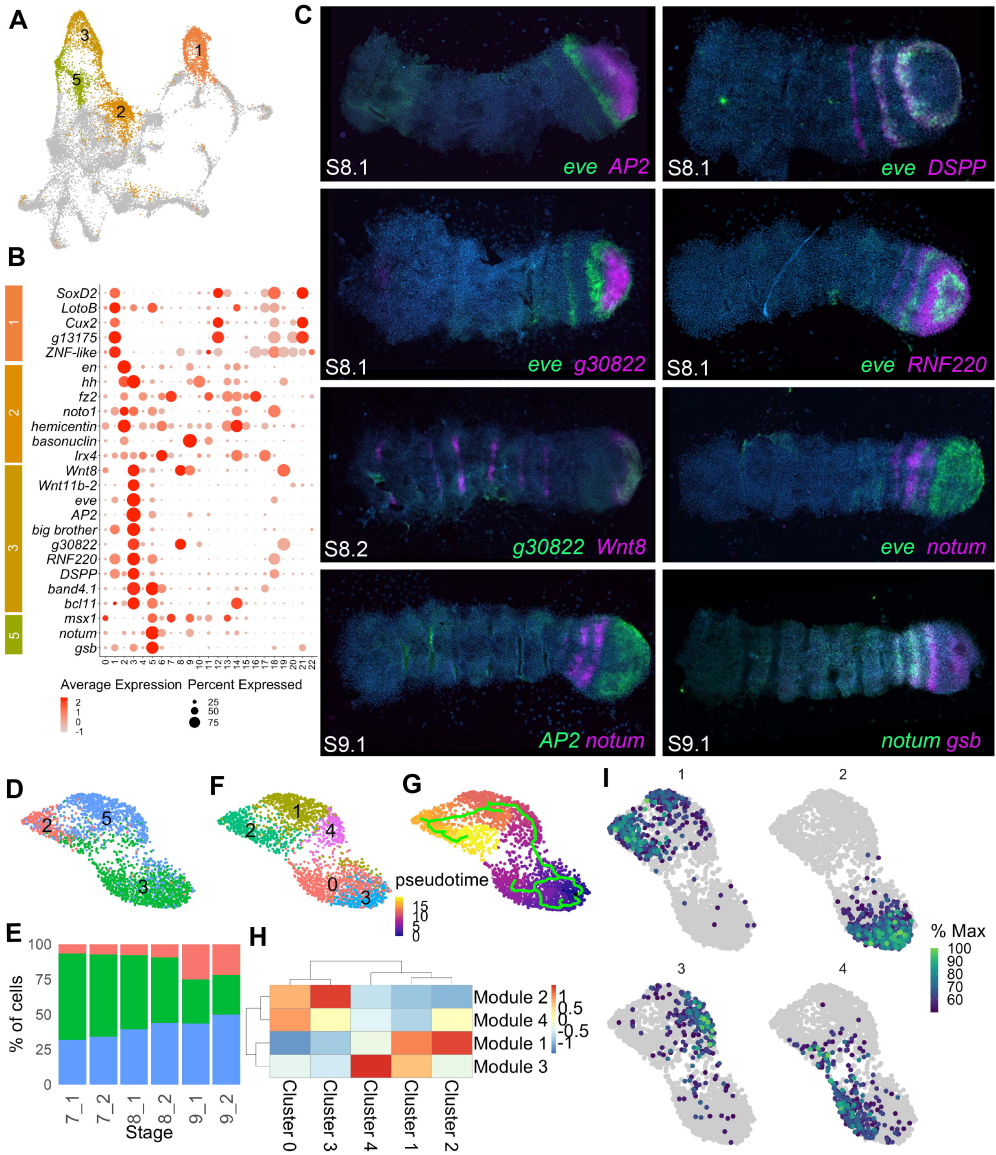 A
3
1
5
2
B
1
2
3
5
SoxD2
LotoB
Cux2
g13175
ZNF-like
en
hh
fz2
noto1
hemicentin
basonuclin
Irx4
Wnt8
Wnt11b-2
eve
AP2
big brother
g30822
RNF220
DSPP
band4.1
bcl11
msx1
notum
gsb
0 1 2 3 4 5 6 7 8 9 10 11 12 13 14 15 16 17 18 19 20 21 22
Average Expression
2
1
0
-1
Percent Expressed
25
50
75
C
S8.1 eve AP2
S8.1 eve DSPP
S8.1 eve g30822
S8.1 eve RNF220
S8.2 g30822 Wnt8
eve notum
S9.1 AP2 notum
S9.1 notum gsb
D
2
5
3
E
% of cells
100
75
50
25
0
7_1 7_2 8_1 8_2 9_1 9_2
Stage
F
1
2
4
0
3
G
pseudotime
15
10
5
0
H
Module 2
Module 4
Module 1
Module 3
Cluster 0
Cluster 3
Cluster 4
Cluster 1
Cluster 2
1
0.5
-0.5
-1
I
1
2
3
4
% Max
100
90
80
70
60